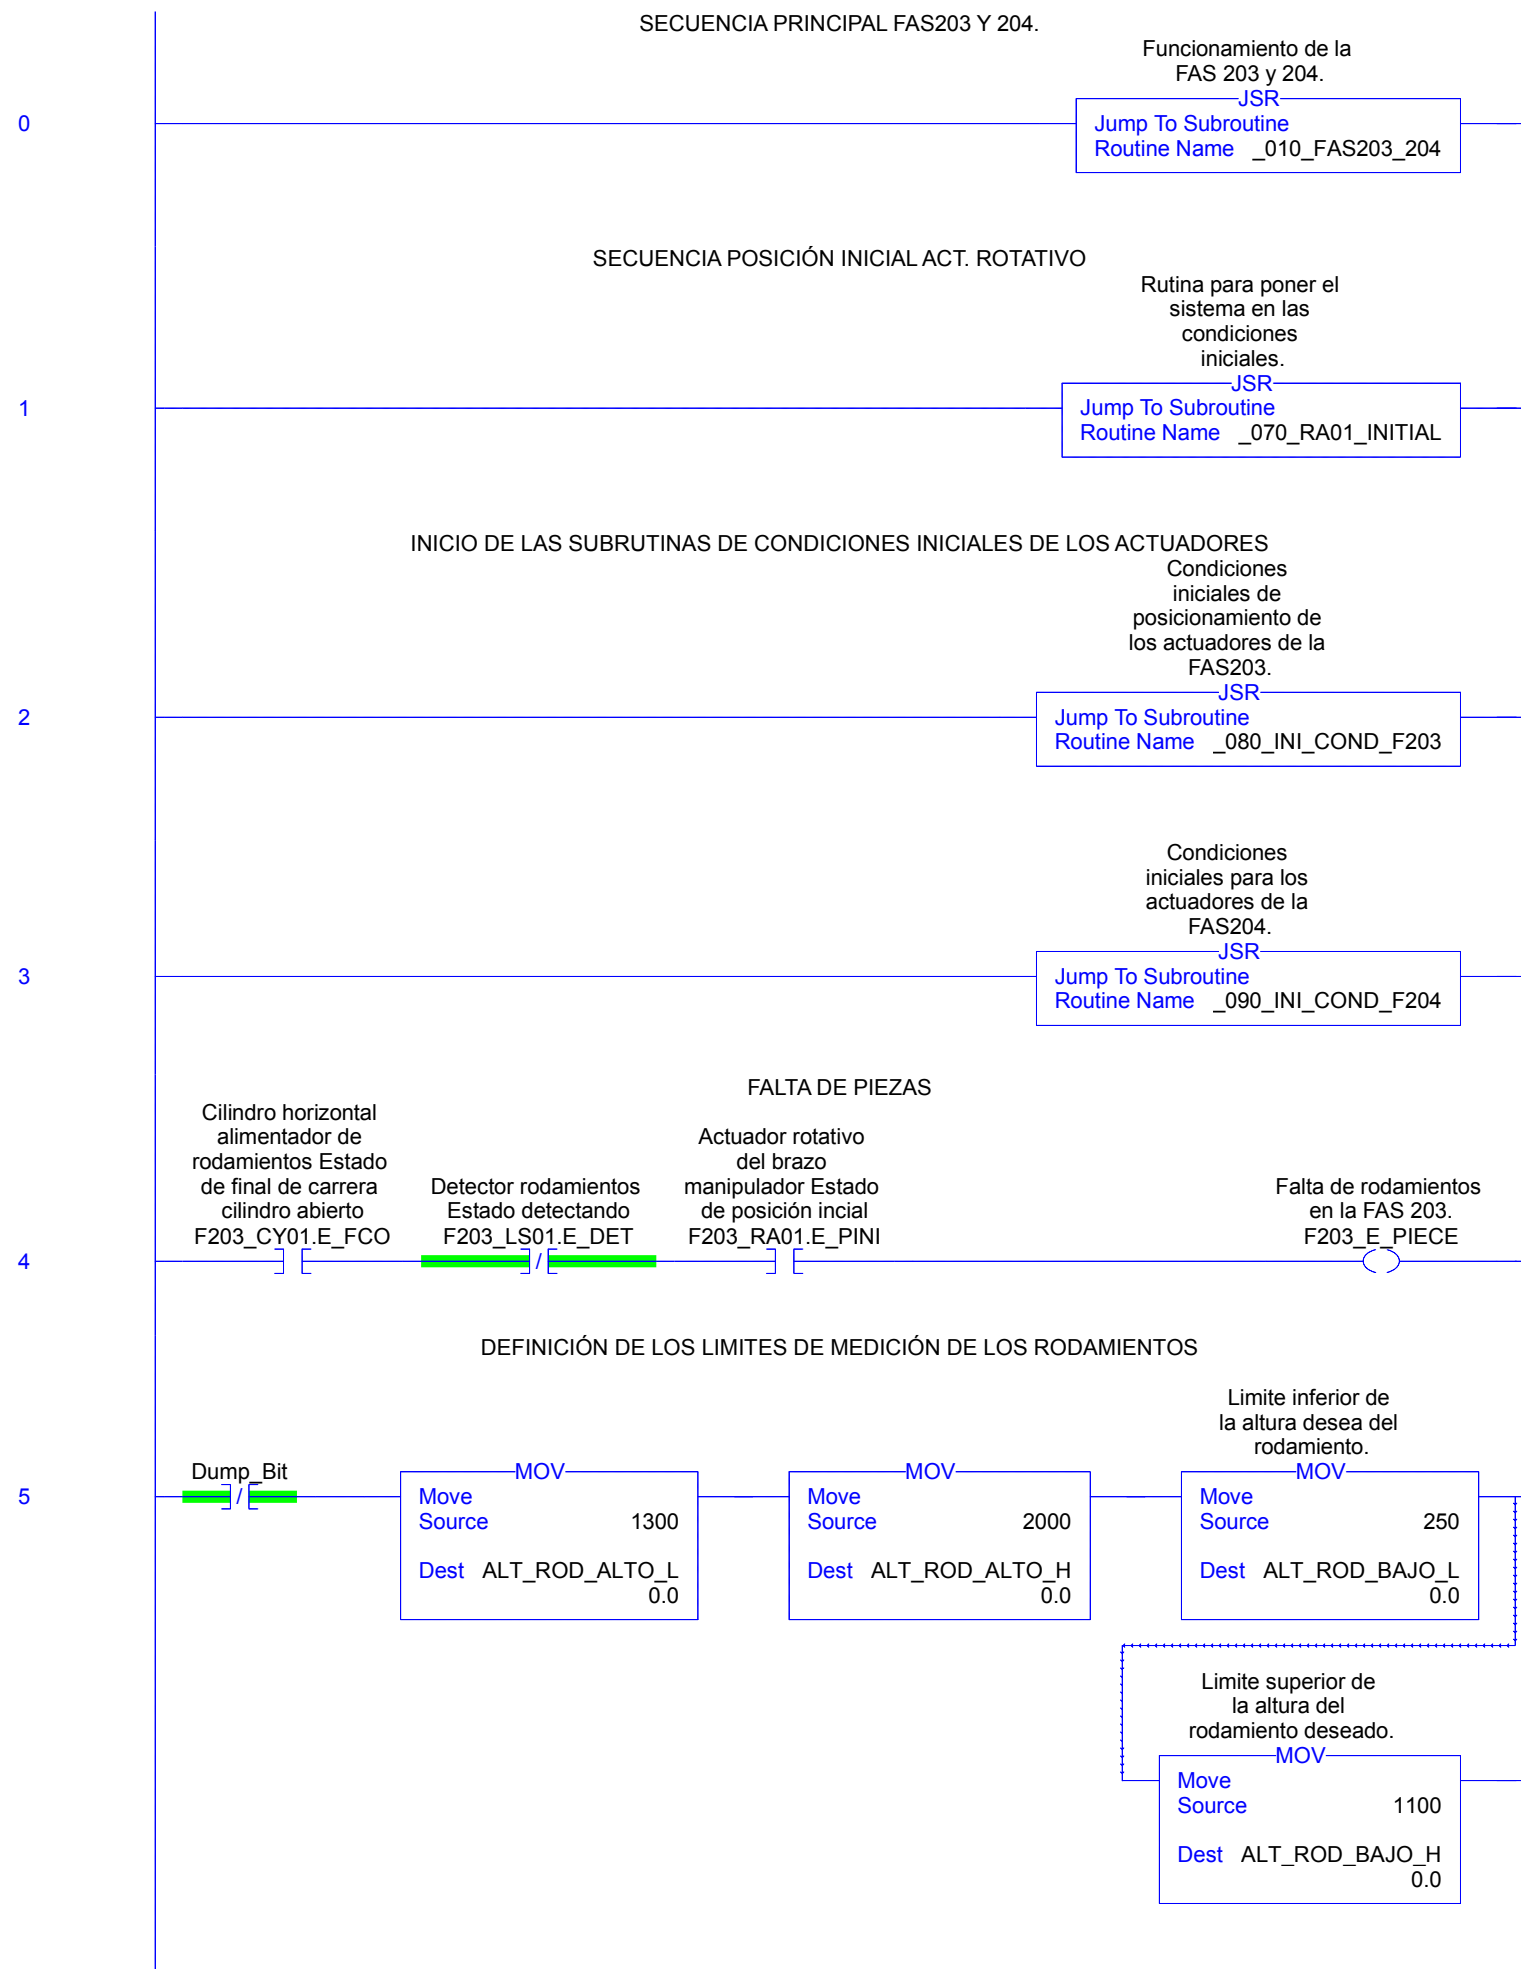 SECUENCIA PRINCIPAL FAS203 Y 204.
Funcionamiento de la
FAS 203 y 204.
JSR
0
Jump To Subroutine
Routine Name _010_FAS203_204
SECUENCIA POSICIÓN INICIAL ACT. ROTATIVO
Rutina para poner el
sistema en las
condiciones
iniciales.
JSR
1
Jump To Subroutine
Routine Name _070_RA01_INITIAL
INICIO DE LAS SUBRUTINAS DE CONDICIONES INICIALES DE LOS ACTUADORES
Condiciones
iniciales de
posicionamiento de
los actuadores de la
FAS203.
JSR
2
Jump To Subroutine
Routine Name _080_INI_COND_F203
Condiciones
iniciales para los
actuadores de la
FAS204.
JSR
3
Jump To Subroutine
Routine Name _090_INI_COND_F204
FALTA DE PIEZAS
Cilindro horizontal
alimentador de
rodamientos Estado
de final de carrera
cilindro abierto
F203_CY01.E_FCO
Detector rodamientos
Estado detectando
F203_LS01.E_DET
/
Actuador rotativo
del brazo
manipulador Estado
de posición incial
F203_RA01.E_PINI
Falta de rodamientos
en la FAS 203.
F203_E_PIECE
4
DEFINICIÓN DE LOS LIMITES DE MEDICIÓN DE LOS RODAMIENTOS
5
Dump_Bit
/
MOV
Move
Source 1300
Dest ALT_ROD_ALTO_L
0.0
MOV
Move
Source 2000
Dest ALT_ROD_ALTO_H
0.0
Limite inferior de
la altura desea del
rodamiento.
MOV
Move
Source 250
Dest ALT_ROD_BAJO_L
0.0
Limite superior de
la altura del
rodamiento deseado.
MOV
Move
Source 1100
Dest ALT_ROD_BAJO_H
0.0